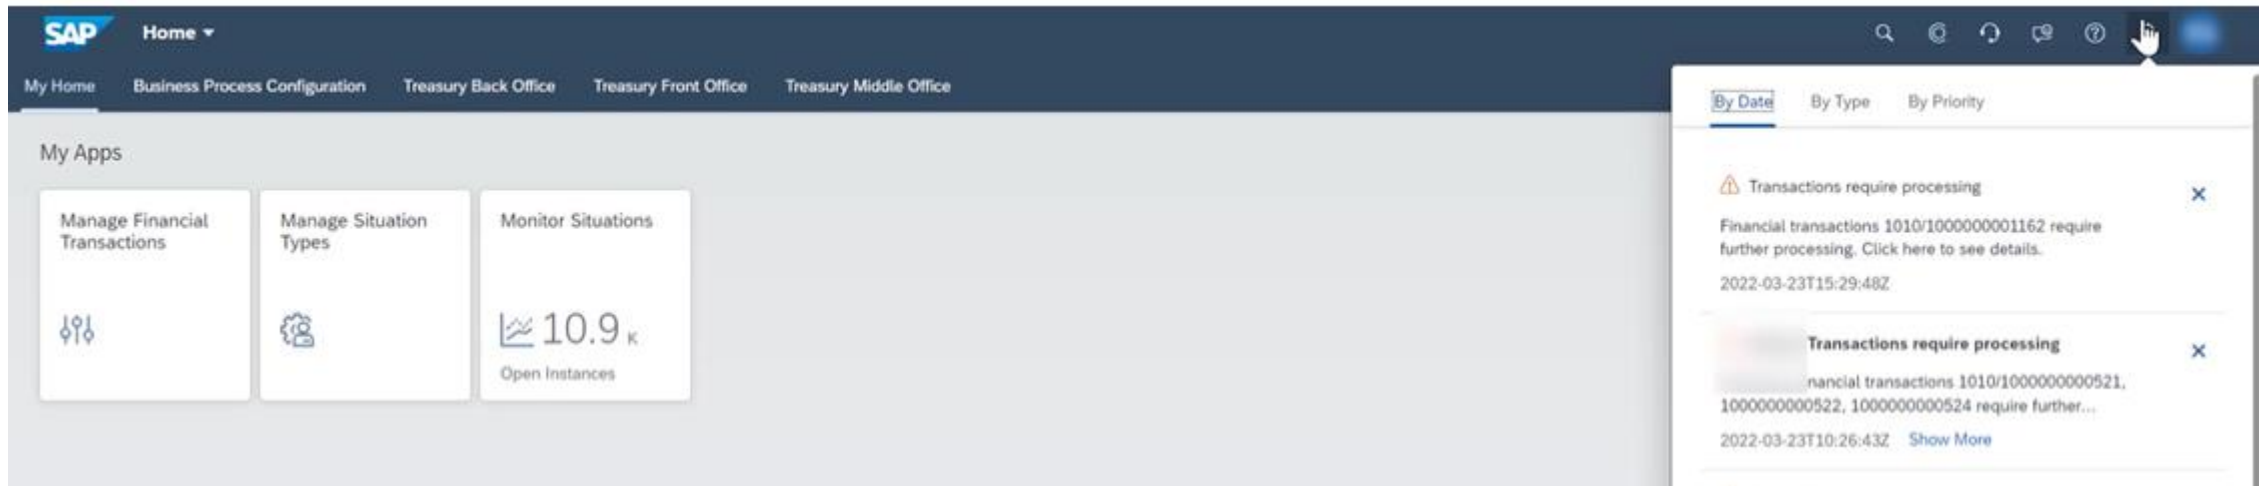 SAP Home
My Home Business Process Configuration Treasury Back Office Treasury Front Office Treasury Middle Office
My Apps
Manage Financial
Transactions
Manage Situation
Types
Monitor Situations
10.9 K
Open Instances
By Date By Type By Priority
Transactions require processing
Financial transactions 1010/1000000001162 require
further processing. Click here to see details.
2022-03-23T15:29:48Z
Transactions require processing
nancial transactions 1010/1000000000521,
1000000000522, 1000000000524 require further...
2022-03-23T10:26:43Z Show More